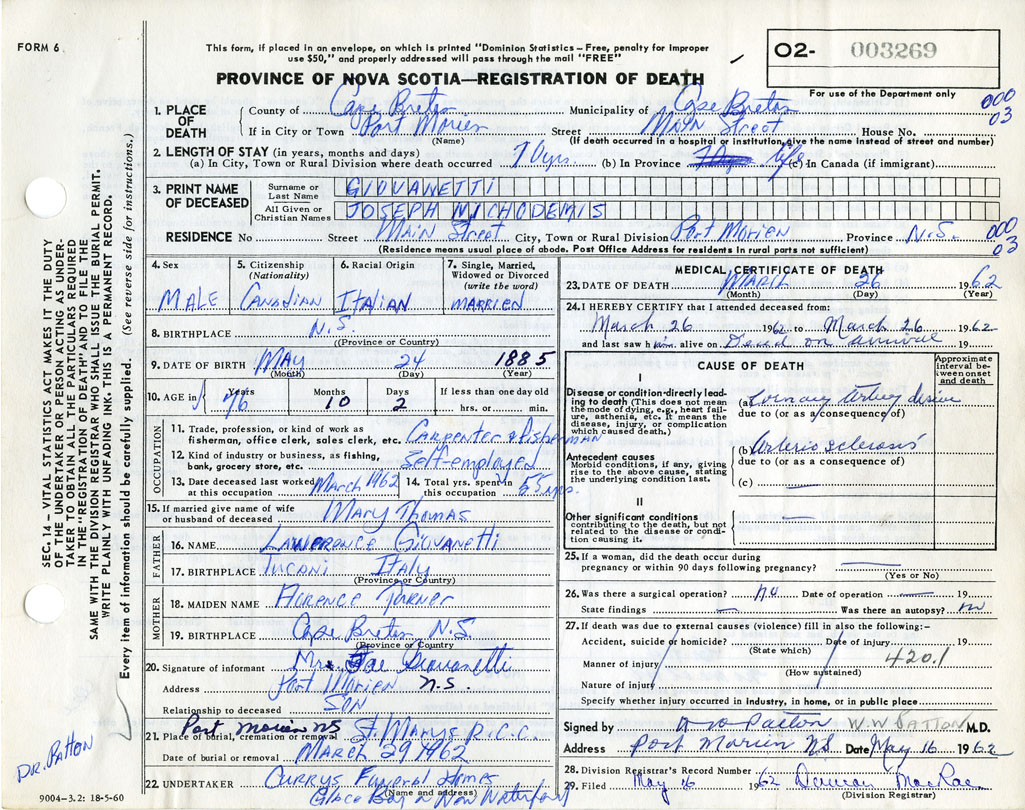 FORM 6
This form, if placed in an envelope, on which is printed "Dominion Statistics – Free, penalty for improper
use $50," and properly addressed will pass through the mail "FREE"
PROVINCE OF NOVA SCOTIA—REGISTRATION OF DEATH
O2- 003269
For use of the Department only
000
03
1. PLACE OF DEATH
County of Cape Breton Municipality of Cape Breton
If in City or Town Port Morien Street Main Street House No.
(Name) (If death occurred in a hospital or institution, give the name instead of street and number)
2. LENGTH OF STAY (in years, months and days)
(a) In City, Town or Rural Division where death occurred 70 yrs. (b) In Province life (c) In Canada (if immigrant)
3. PRINT NAME OF DECEASED
Surname or Last Name GIOVANETTI
All Given or Christian Names JOSEPH MICHODEMIS
RESIDENCE No Street Main Street City, Town or Rural Division Port Morien Province N.S.
000
03
(Residence means usual place of abode. Post Office Address for residents in rural parts not sufficient)
4. Sex MALE
5. Citizenship (Nationality) Canadian
6. Racial Origin Italian
7. Single, Married, Widowed or Divorced (write the word) MARRIED
8. BIRTHPLACE N.S.
(Province or Country)
9. DATE OF BIRTH MAY 24 1885
(Month) (Day) (Year)
10. AGE in Years 76 Months 10 Days 2 If less than one day old hrs. or min.
OCCUPATION
11. Trade, profession, or kind of work as
fisherman, office clerk, sales clerk, etc. Carpenter & Fisherman
12. Kind of industry or business, as fishing,
bank, grocery store, etc. Self-employed
13. Date deceased last worked at this occupation March 1962
14. Total yrs. spent in this occupation 55 yrs.
15. If married give name of wife
or husband of deceased Mary Thomas
FATHER
16. NAME Lawerence Giovanetti
17. BIRTHPLACE Tucani Italy
(Province or Country)
MOTHER
18. MAIDEN NAME Florence Turner
19. BIRTHPLACE Cape Breton N.S.
(Province or Country)
20. Signature of informant Mr. Joe Giovanetti
Address Port Morien N.S.
Relationship to deceased SON
Port Morien NS St. Marys R.C.C.
21. Place of burial, cremation or removal
Date of burial or removal MARCH 29 1962
22. UNDERTAKER Currys Funeral Homes
(Name and address)
Glace Bay & New Waterford
9004–3.2: 18-5-60
MEDICAL CERTIFICATE OF DEATH
23. DATE OF DEATH MARCH 26 1962
(Month) (Day) (Year)
24. I HEREBY CERTIFY that I attended deceased from:
March 26 1962 to March 26 1962
and last saw him alive on Dead on arrival 19
CAUSE OF DEATH
Approximate interval between onset and death
I
Disease or condition directly leading to death (This does not mean
the mode of dying, e.g., heart failure, asthenia, etc. It means the
disease, injury, or complication
which caused death.)
(a) Coronary Artery disease
due to (or as a consequence of)
Antecedent causes
Morbid conditions, if any, giving
rise to the above cause, stating
the underlying condition last.
(b) Arterio sclerosis
due to (or as a consequence of)
(c) —
II
Other significant conditions
contributing to the death, but not
related to the disease or condition causing it.
—
25. If a woman, did the death occur during
pregnancy or within 90 days following pregnancy? —
(Yes or No)
26. Was there a surgical operation? no Date of operation — 19
State findings — Was there an autopsy? no
27. If death was due to external causes (violence) fill in also the following:–
Accident, suicide or homicide? Date of injury 19
(State which)
420.1
Manner of injury
(How sustained)
Nature of injury
Specify whether injury occurred in industry, in home, or in public place
Signed by W W Patton W.W PATTON M.D.
Address Port Morien NS Date May 16 1962
28. Division Registrar's Record Number
29. Filed May 16 1962 MacRae
(Division Registrar)
SEC. 14 – VITAL STATISTICS ACT MAKES IT THE DUTY
OF THE UNDERTAKER OR PERSON ACTING AS UNDERTAKER TO OBTAIN ALL THE PARTICULARS REQUIRED
IN THE "REGISTRATION OF DEATH" AND TO FILE THE
SAME WITH THE DIVISION REGISTRAR WHO SHALL ISSUE THE BURIAL PERMIT.
WRITE PLAINLY WITH UNFADING INK. THIS IS A PERMANENT RECORD.
Every item of information should be carefully supplied. (See reverse side for instructions.)
DR. PATTON